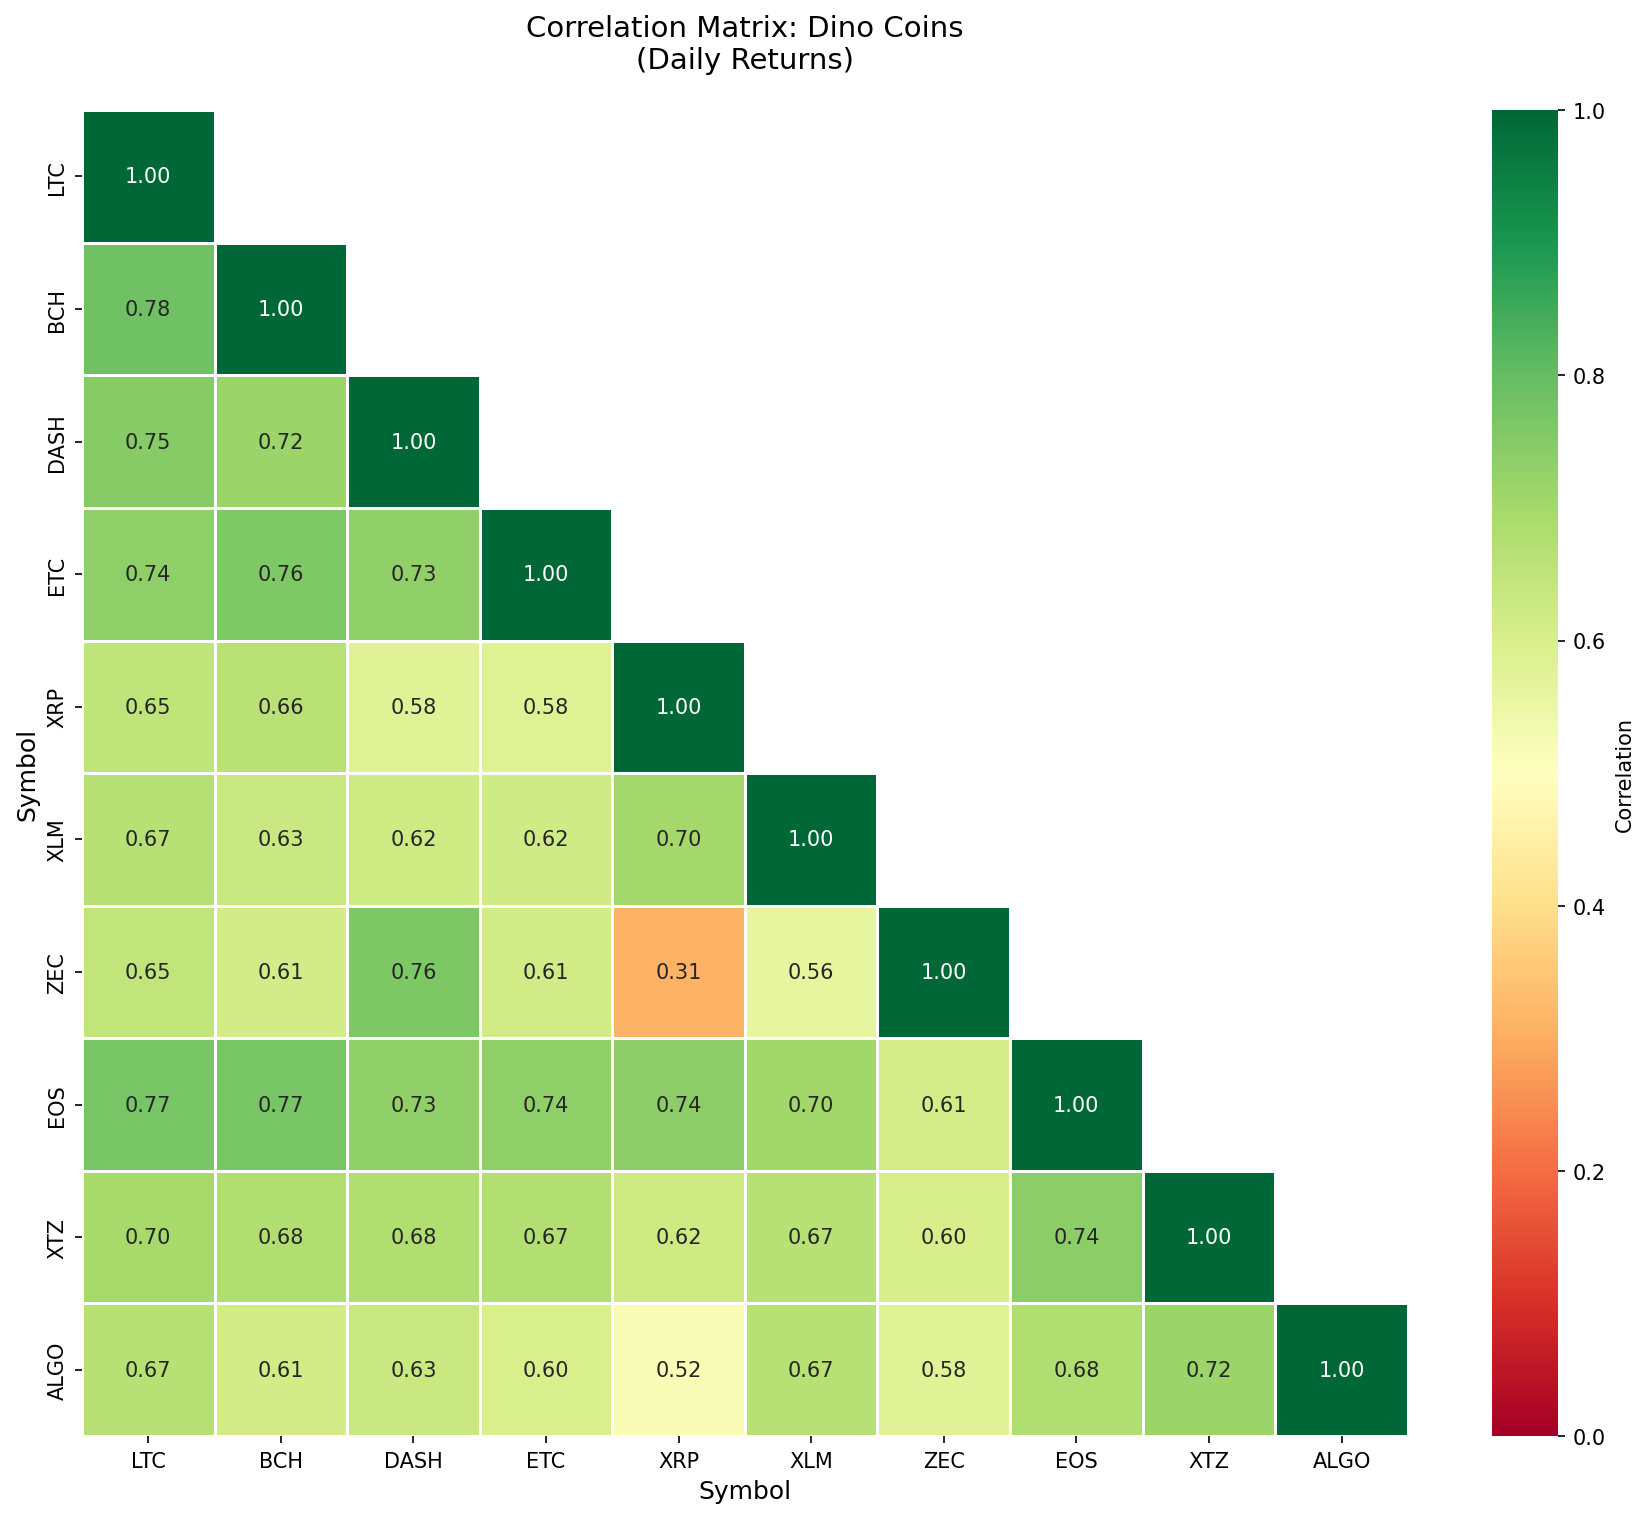 Correlation Matrix: Dino Coins
(Daily Returns)
LTC 1.00
BCH 0.78 1.00
DASH 0.75 0.72 1.00
ETC 0.74 0.76 0.73 1.00
XRP 0.65 0.66 0.58 0.58 1.00
XLM 0.67 0.63 0.62 0.62 0.70 1.00
ZEC 0.65 0.61 0.76 0.61 0.31 0.56 1.00
EOS 0.77 0.77 0.73 0.74 0.74 0.70 0.61 1.00
XTZ 0.70 0.68 0.68 0.67 0.62 0.67 0.60 0.74 1.00
ALGO 0.67 0.61 0.63 0.60 0.52 0.67 0.58 0.68 0.72 1.00
LTC BCH DASH ETC XRP XLM ZEC EOS XTZ ALGO
Symbol
Symbol
1.0
0.8
0.6
0.4
0.2
0.0
Correlation